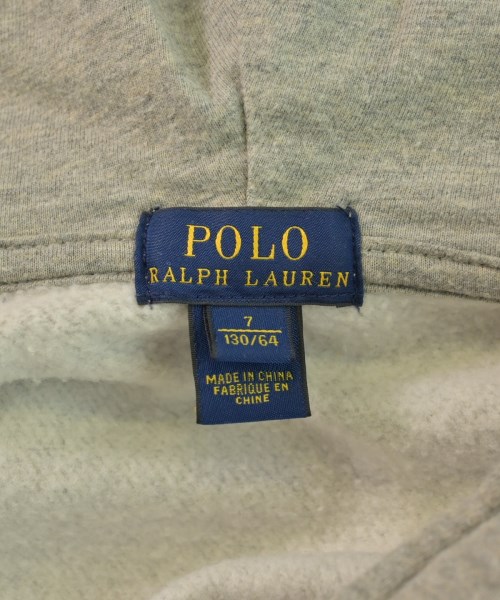 POLO
RALPH LAUREN
7
130/64
MADE IN CHINA
FABRIQUE EN
CHINE